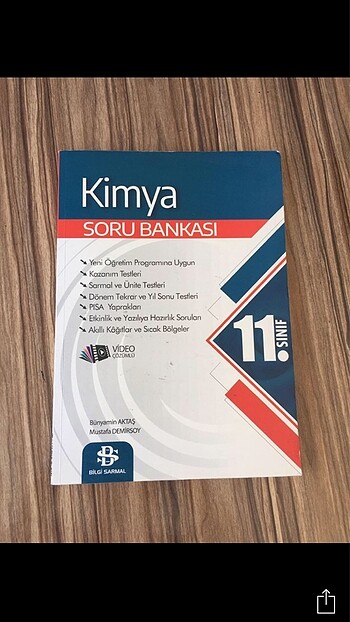 Kimya
SORU BANKASI
Yeni Öğretim Programına Uygun
Kazanım Testleri
Sarmal ve Ünite Testleri
Dönem Tekrar ve Yıl Sonu Testleri
PISA Yaprakları
Etkinlik ve Yazılıya Hazırlık Soruları
Akıllı Kâğıtlar ve Sıcak Bölgeler
VİDEO
ÇÖZÜMLÜ
11. SINIF
Bünyamin AKTAŞ
Mustafa DEMİRSOY
BS
BİLGİ SARMAL